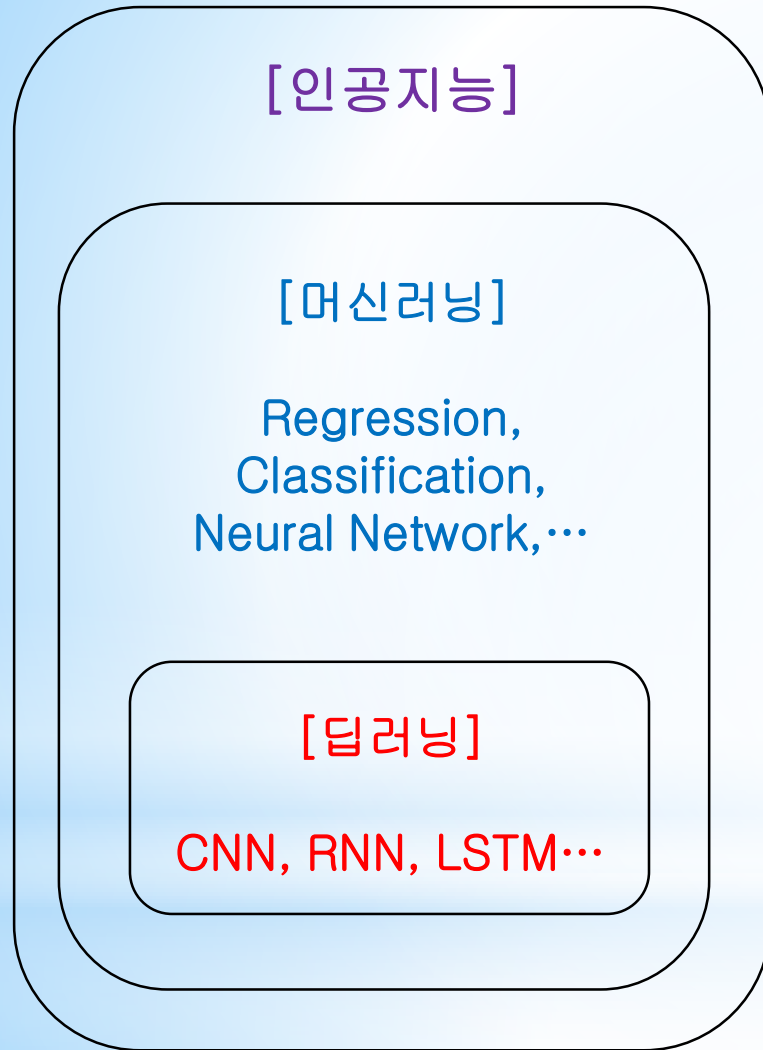 [인공지능]
[머신러닝]
Regression,
Classification,
Neural Network,…
[딥러닝]
CNN, RNN, LSTM…